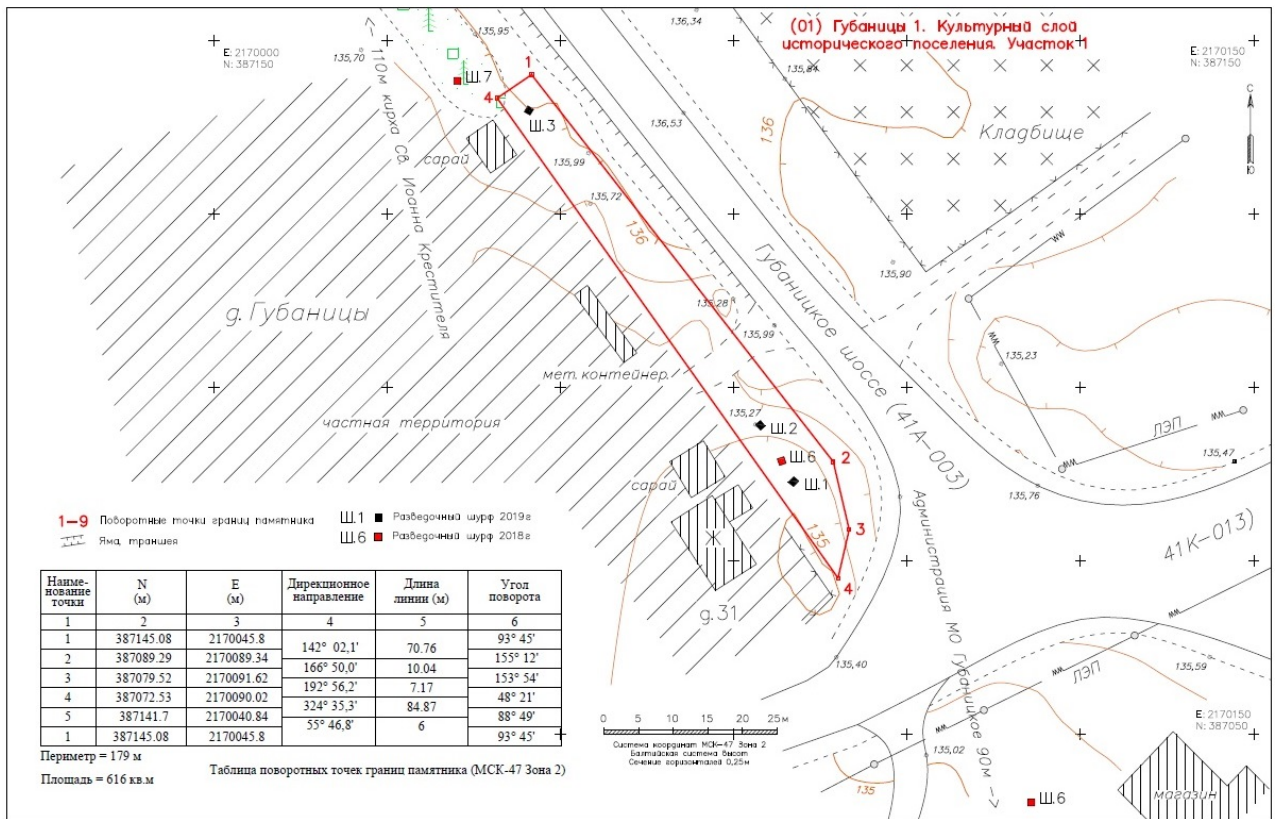 (01) Губаницы 1. Культурный слой
исторического поселения. Участок 1
E: 2170000
N: 387150
E: 2170150
N: 387150
136,34
135,95
135,70
135,84
Ш.7
1
4
Ш.3
110м кирха Св. Иоанна Крестителя
136,53
136
Кладбище
С
Ю
сарай
135,99
135,72
136
Губаницкое шоссе (41А-003)
135,90
д. Губаницы
135,28
135,99
135,23
мет. контейнер.
135,27
частная территория
Ш.2
ЛЭП
Ш.6
2
135,47
сарай
Ш.1
135,76
1-9 Поворотные точки границ памятника
Яма, траншея
Ш.1 Разведочный шурф 2019г
Ш.6 Разведочный шурф 2018г
135
3
41К-013)
4
Администрация МО Губаницкое 90м
д.31
135,40
ЛЭП
135,59
Наиме-
нование
точки
N
(м)
E
(м)
Дирекционное
направление
Длина
линии (м)
Угол
поворота
1 2 3 4 5 6
1 387145.08 2170045.8 93° 45'
142° 02,1' 70.76
2 387089.29 2170089.34 155° 12'
166° 50,0' 10.04
3 387079.52 2170091.62 153° 54'
192° 56,2' 7.17
4 387072.53 2170090.02 48° 21'
324° 35,3' 84.87
5 387141.7 2170040.84 88° 49'
55° 46,8' 6
1 387145.08 2170045.8 93° 45'
Периметр = 179 м
Площадь = 616 кв.м
Таблица поворотных точек границ памятника (МСК-47 Зона 2)
0 5 10 15 20 25м
Система координат МСК-47 Зона 2
Балтийская система высот
Сечение горизонталей 0,25м
E: 2170150
N: 387050
135,02
135
Ш.6
магазин